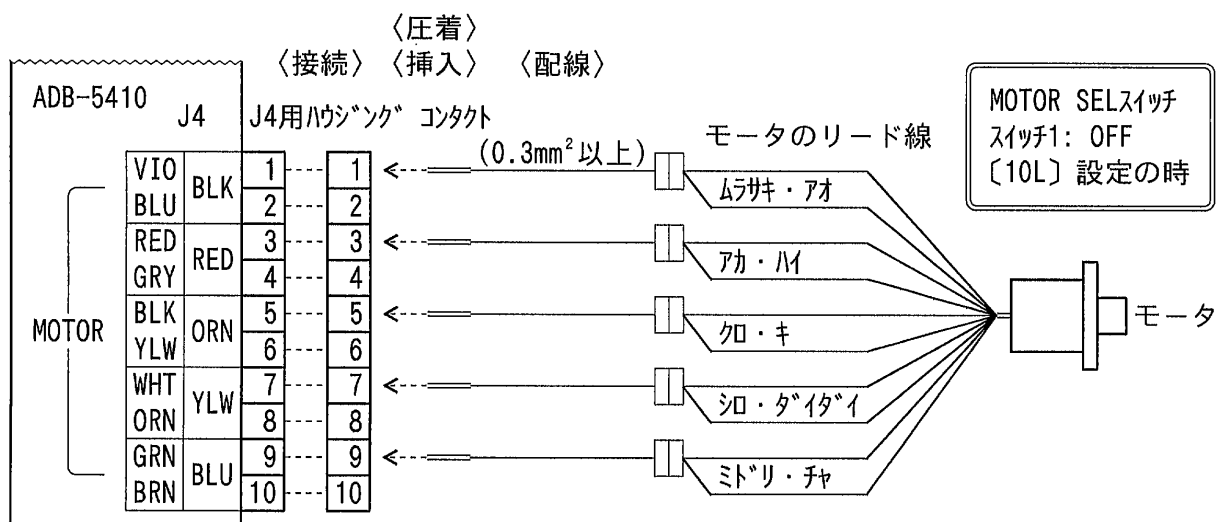 〈圧着〉
〈接続〉 〈挿入〉 〈配線〉
ADB-5410
J4
J4用ﾊｳｼﾞﾝｸﾞ ｺﾝﾀｸﾄ
(0.3mm²以上)
モータのリード線
MOTOR SELｽｲｯﾁ
ｽｲｯﾁ1: OFF
〔10L〕設定の時
VIO BLK 1 1
BLU 2 2
ﾑﾗｻｷ・ｱｵ
RED RED 3 3
GRY 4 4
ｱｶ・ﾊｲ
BLK ORN 5 5
YLW 6 6
ｸﾛ・ｷ
MOTOR
モータ
WHT YLW 7 7
ORN 8 8
ｼﾛ・ﾀﾞｲﾀﾞｲ
GRN BLU 9 9
BRN 10 10
ﾐﾄﾞﾘ・ﾁｬ